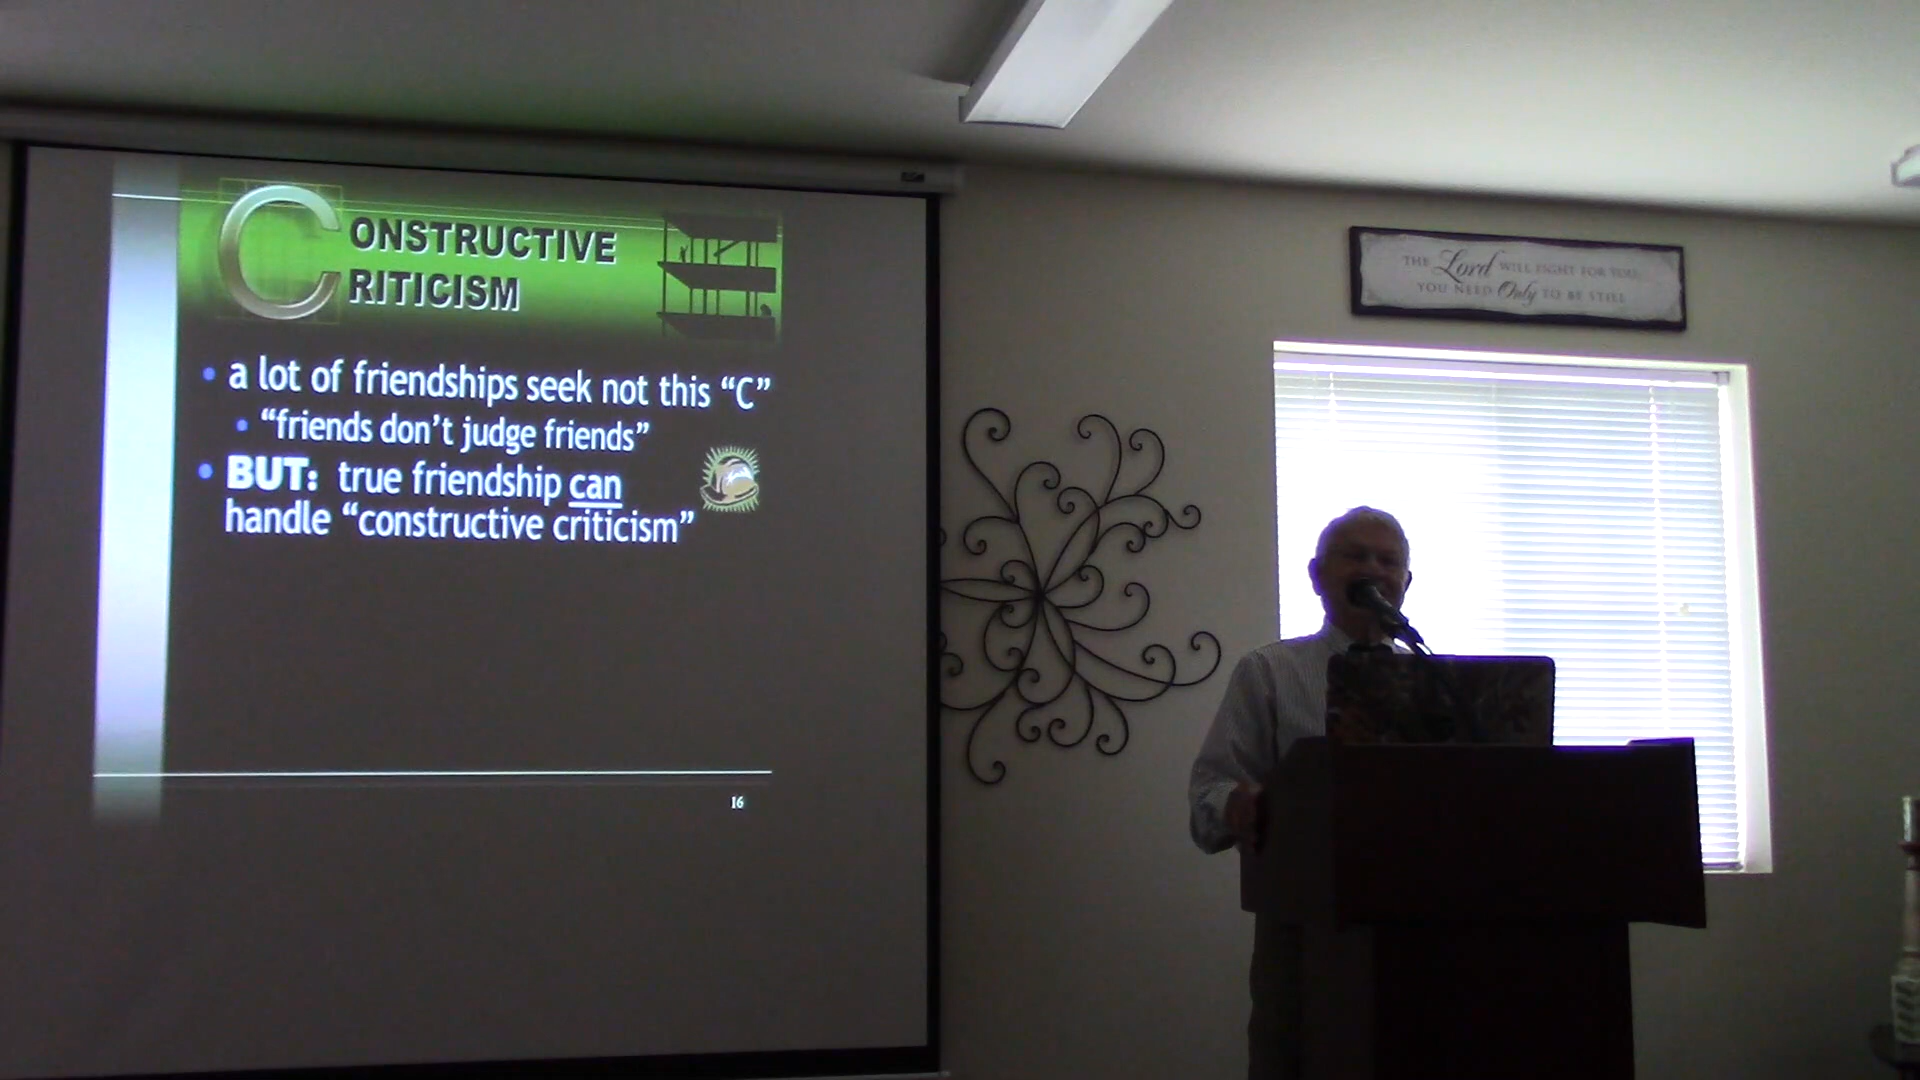 CONSTRUCTIVE
CRITICISM
• a lot of friendships seek not this “C”
• “friends don’t judge friends”
• BUT: true friendship can
handle “constructive criticism”
16
THE Lord WILL FIGHT FOR YOU;
YOU NEED Only TO BE STILL